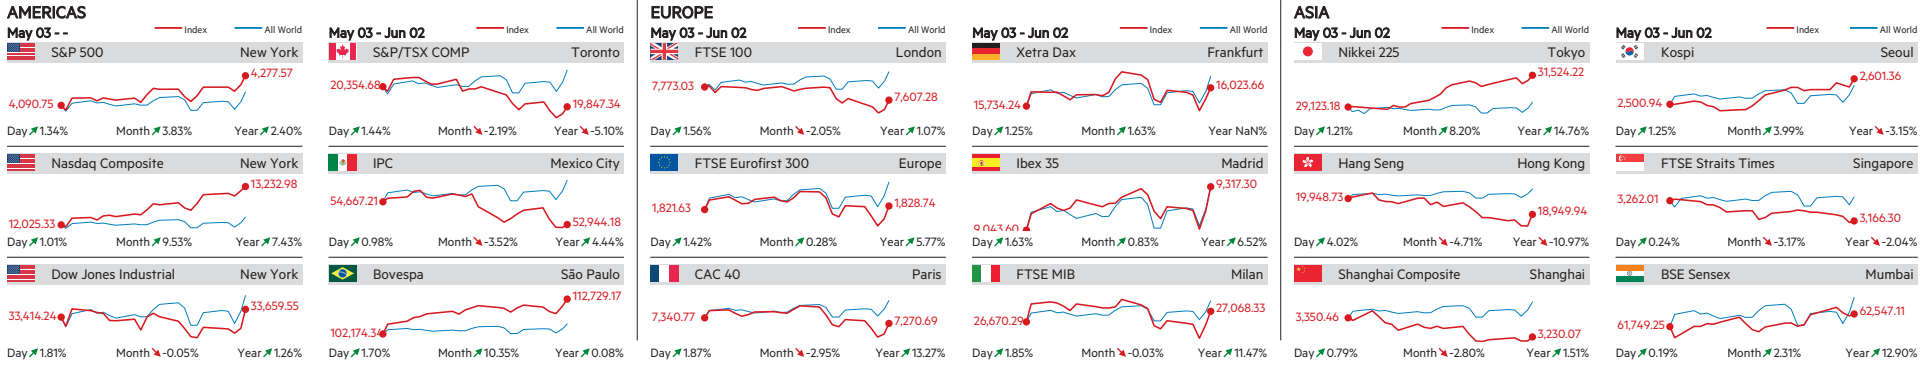 AMERICAS
May 03 - -
Index All World
S&P 500 New York
4,277.57
4,090.75
Day 1.34% Month 3.83% Year 2.40%
Nasdaq Composite New York
13,232.98
12,025.33
Day 1.01% Month 9.53% Year 7.43%
Dow Jones Industrial New York
33,414.24 33,659.55
Day 1.81% Month -0.05% Year 1.26%
May 03 - Jun 02
Index All World
S&P/TSX COMP Toronto
20,354.68
19,847.34
Day 1.44% Month -2.19% Year -5.10%
IPC Mexico City
54,667.21
52,944.18
Day 0.98% Month -3.52% Year 4.44%
Bovespa São Paulo
112,729.17
102,174.34
Day 1.70% Month 10.35% Year 0.08%
EUROPE
May 03 - Jun 02
Index All World
FTSE 100 London
7,773.03
7,607.28
Day 1.56% Month -2.05% Year 1.07%
FTSE Eurofirst 300 Europe
1,821.63 1,828.74
Day 1.42% Month 0.28% Year 5.77%
CAC 40 Paris
7,340.77 7,270.69
Day 1.87% Month -2.95% Year 13.27%
May 03 - Jun 02
Index All World
Xetra Dax Frankfurt
16,023.66
15,734.24
Day 1.25% Month 1.63% Year NaN%
Ibex 35 Madrid
9,317.30
9,043.60
Day 1.63% Month 0.83% Year 6.52%
FTSE MIB Milan
27,068.33
26,670.29
Day 1.85% Month -0.03% Year 11.47%
ASIA
May 03 - Jun 02
Index All World
Nikkei 225 Tokyo
31,524.22
29,123.18
Day 1.21% Month 8.20% Year 14.76%
Hang Seng Hong Kong
19,948.73
18,949.94
Day 4.02% Month -4.71% Year -10.97%
Shanghai Composite Shanghai
3,350.46
3,230.07
Day 0.79% Month -2.80% Year 1.51%
May 03 - Jun 02
Index All World
Kospi Seoul
2,601.36
2,500.94
Day 1.25% Month 3.99% Year -3.15%
FTSE Straits Times Singapore
3,262.01
3,166.30
Day 0.24% Month -3.17% Year -2.04%
BSE Sensex Mumbai
62,547.11
61,749.25
Day 0.19% Month 2.31% Year 12.90%